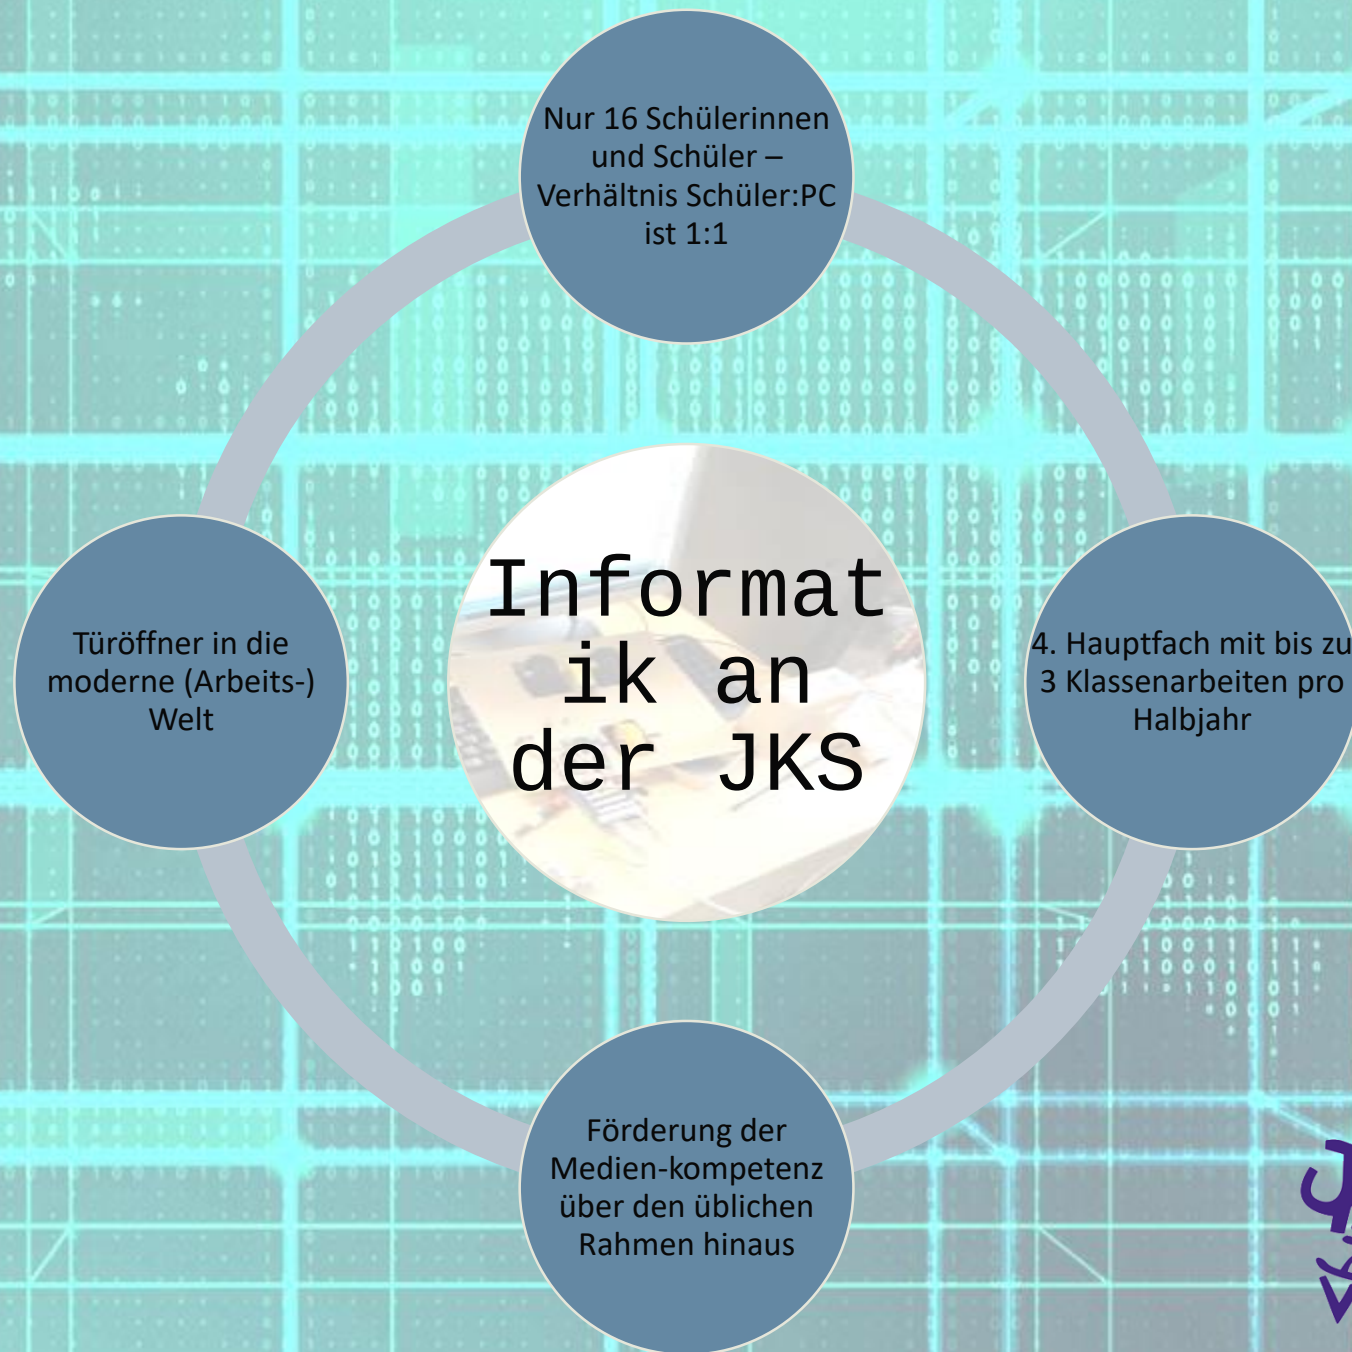 Nur 16 Schülerinnen
und Schüler –
Verhältnis Schüler:PC
ist 1:1
Türöffner in die
moderne (Arbeits-)
Welt
Informat
ik an
der JKS
4. Hauptfach mit bis zu
3 Klassenarbeiten pro
Halbjahr
Förderung der
Medien-kompetenz
über den üblichen
Rahmen hinaus